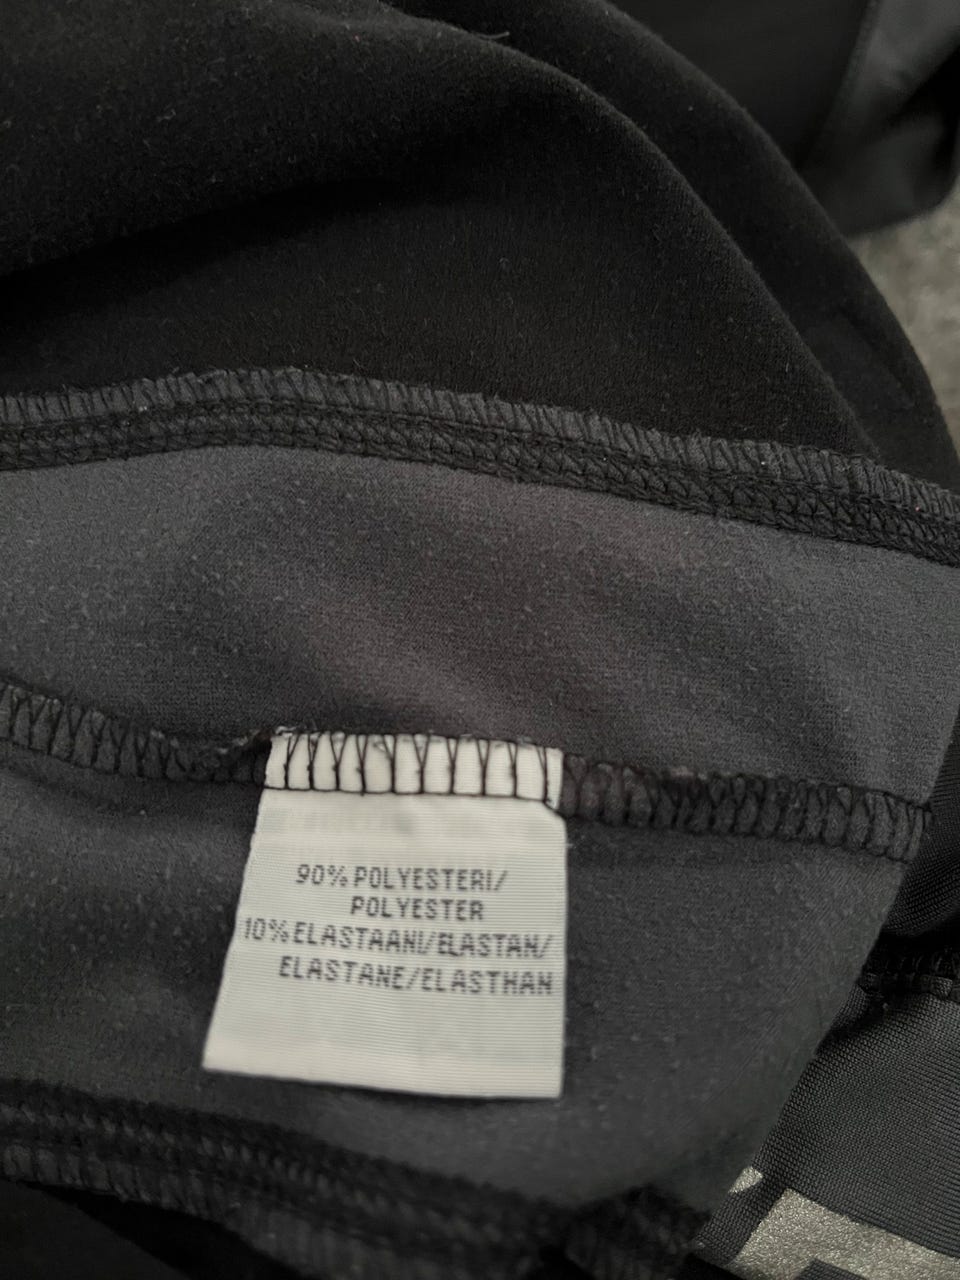 90% POLYESTERI/
POLYESTER
10% ELASTAANI/ELASTAN/
ELASTANE/ELASTHAN